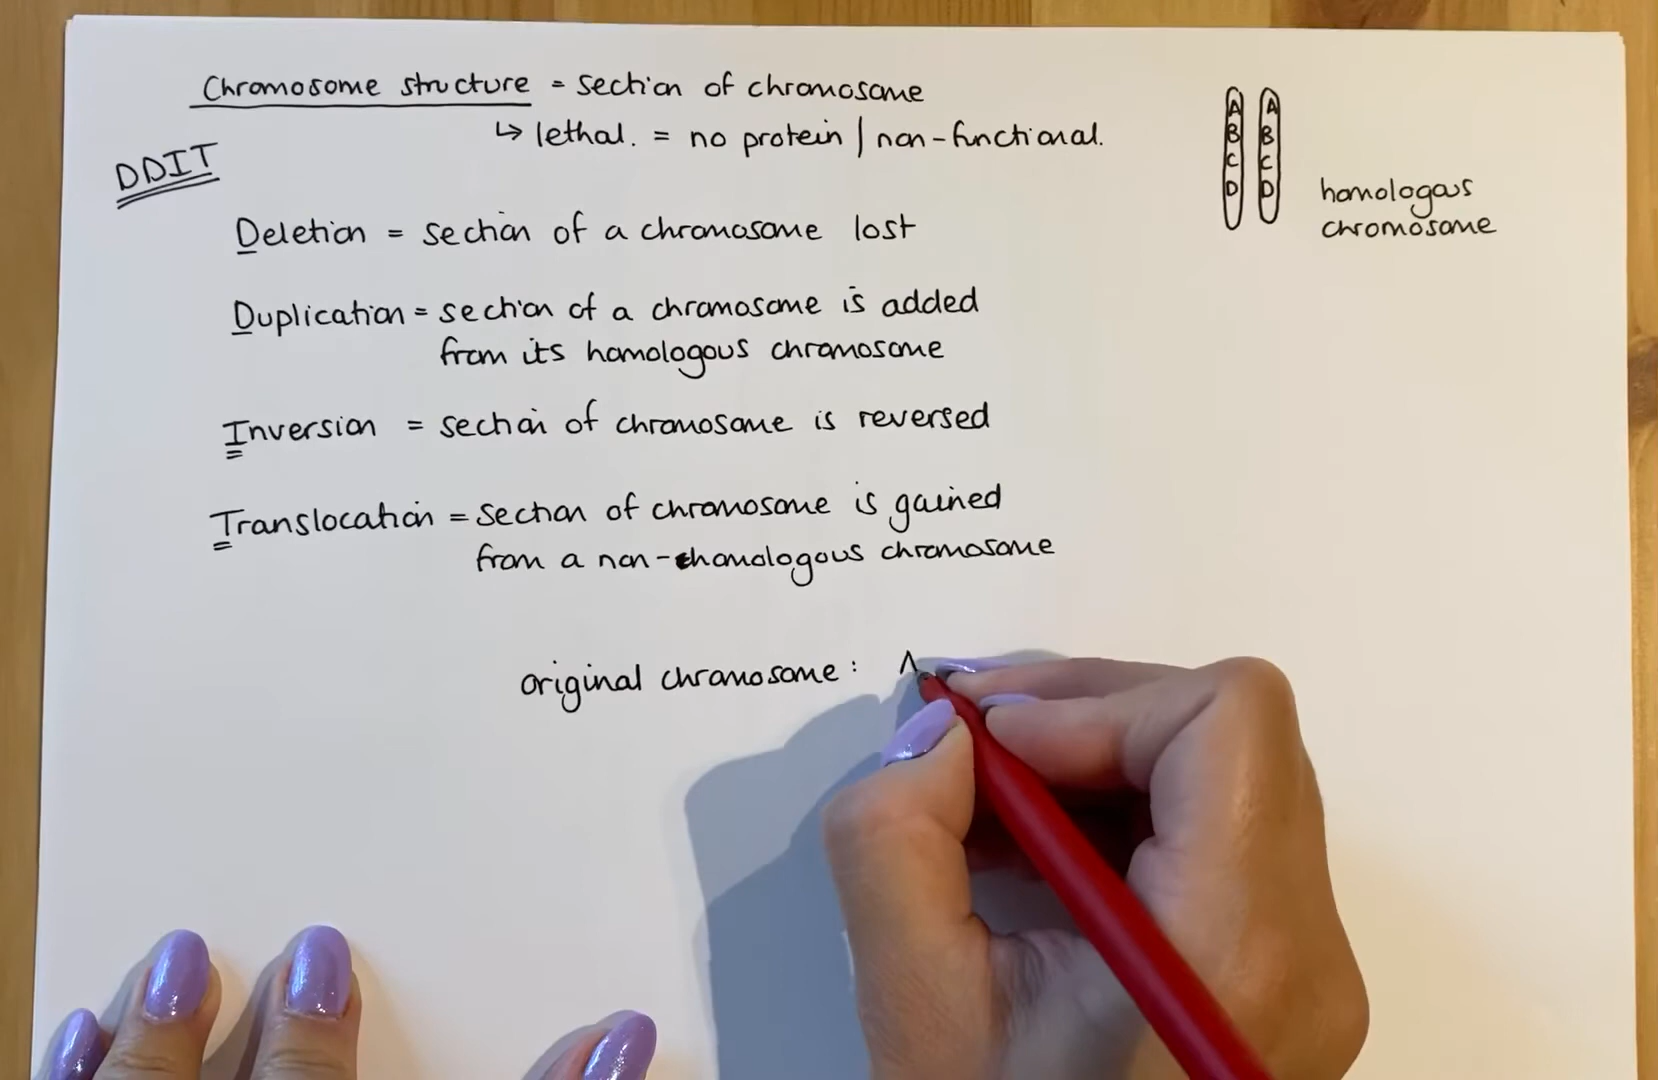 Chromosome structure = section of chromosome
↳ lethal. = no protein / non-functional.
DDIT
Deletion = section of a chromosome lost
Duplication = section of a chromosome is added
from its homologous chromosome
Inversion = section of chromosome is reversed
Translocation = section of chromosome is gained
from a non-homologous chromosome
original chromosome :
A A
B B
C C
D D
homologous
chromosome